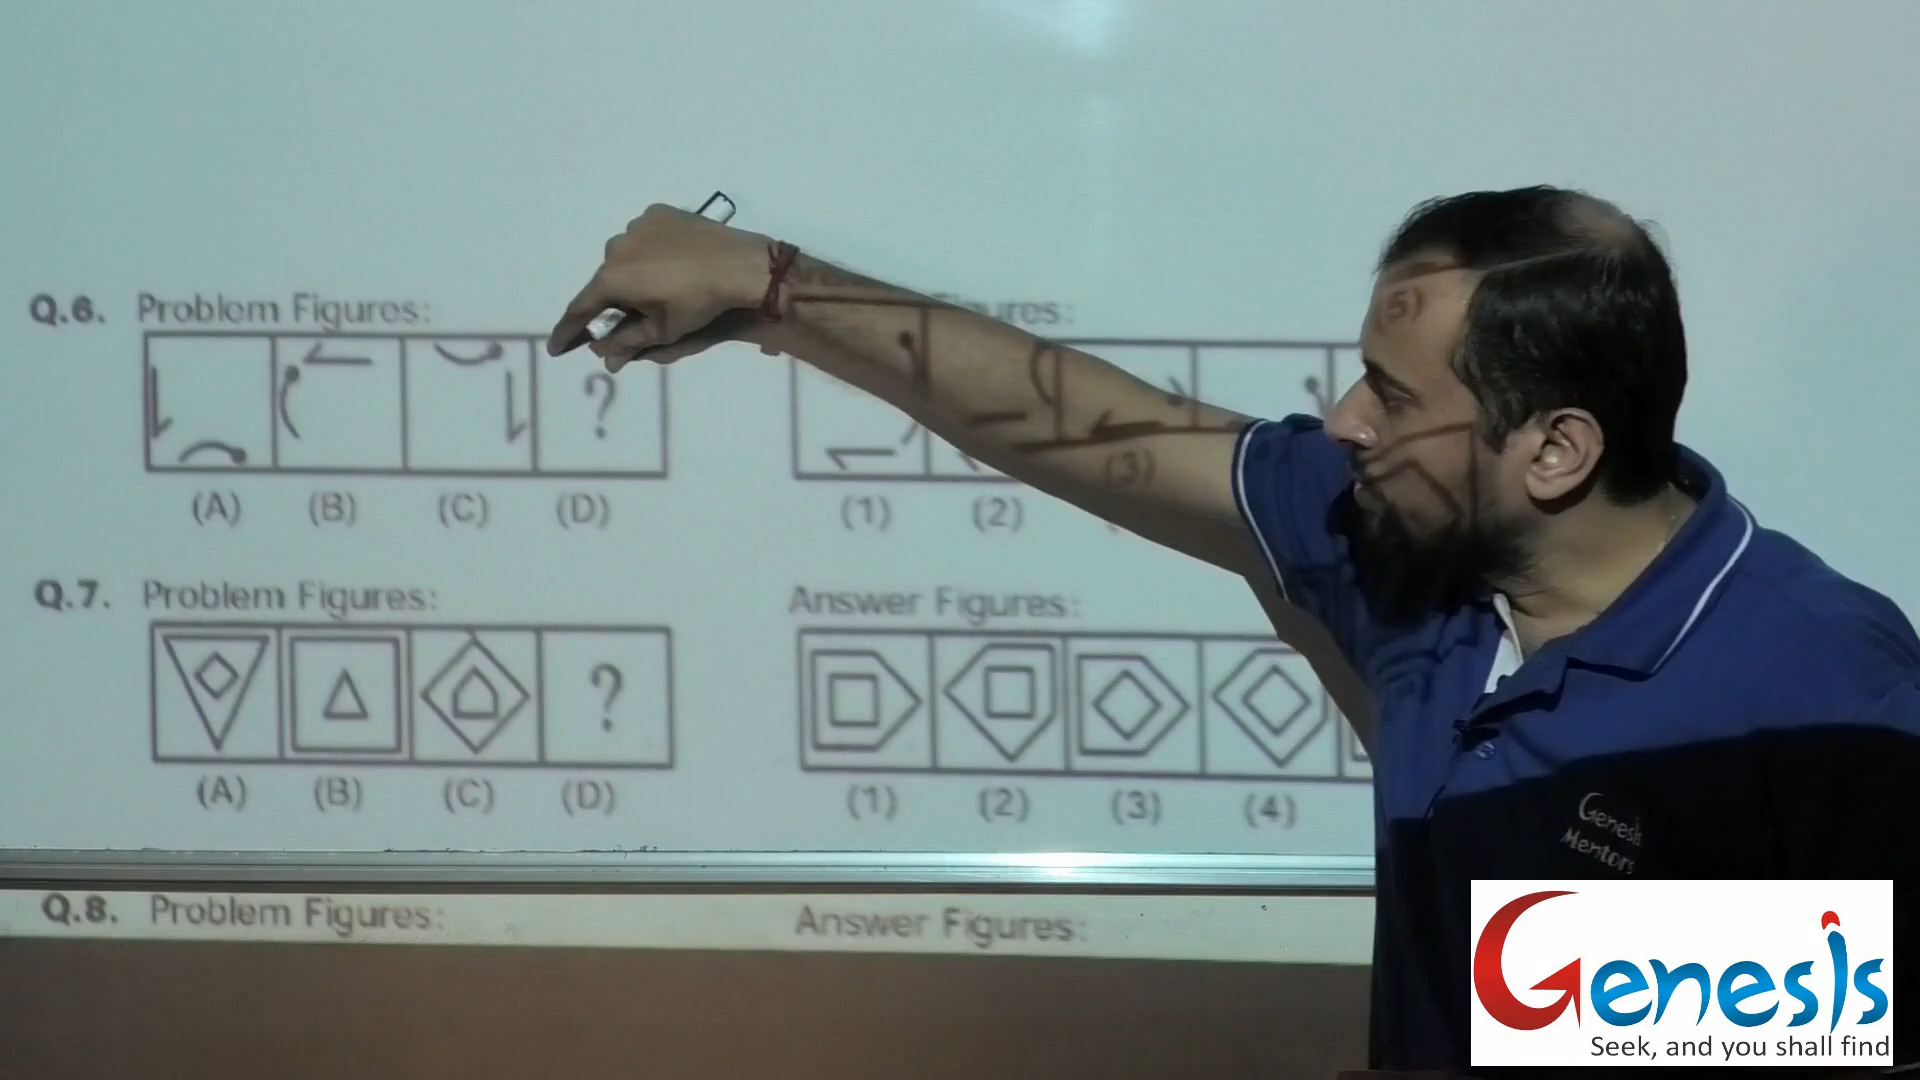 Q.6. Problem Figures:
?
(A) (B) (C) (D)
(1) (2) (3)
Q.7. Problem Figures: Answer Figures:
?
(A) (B) (C) (D)
(1) (2) (3) (4)
Q.8. Problem Figures: Answer Figures:
Genesis
Mentors
Genesis
Seek, and you shall find